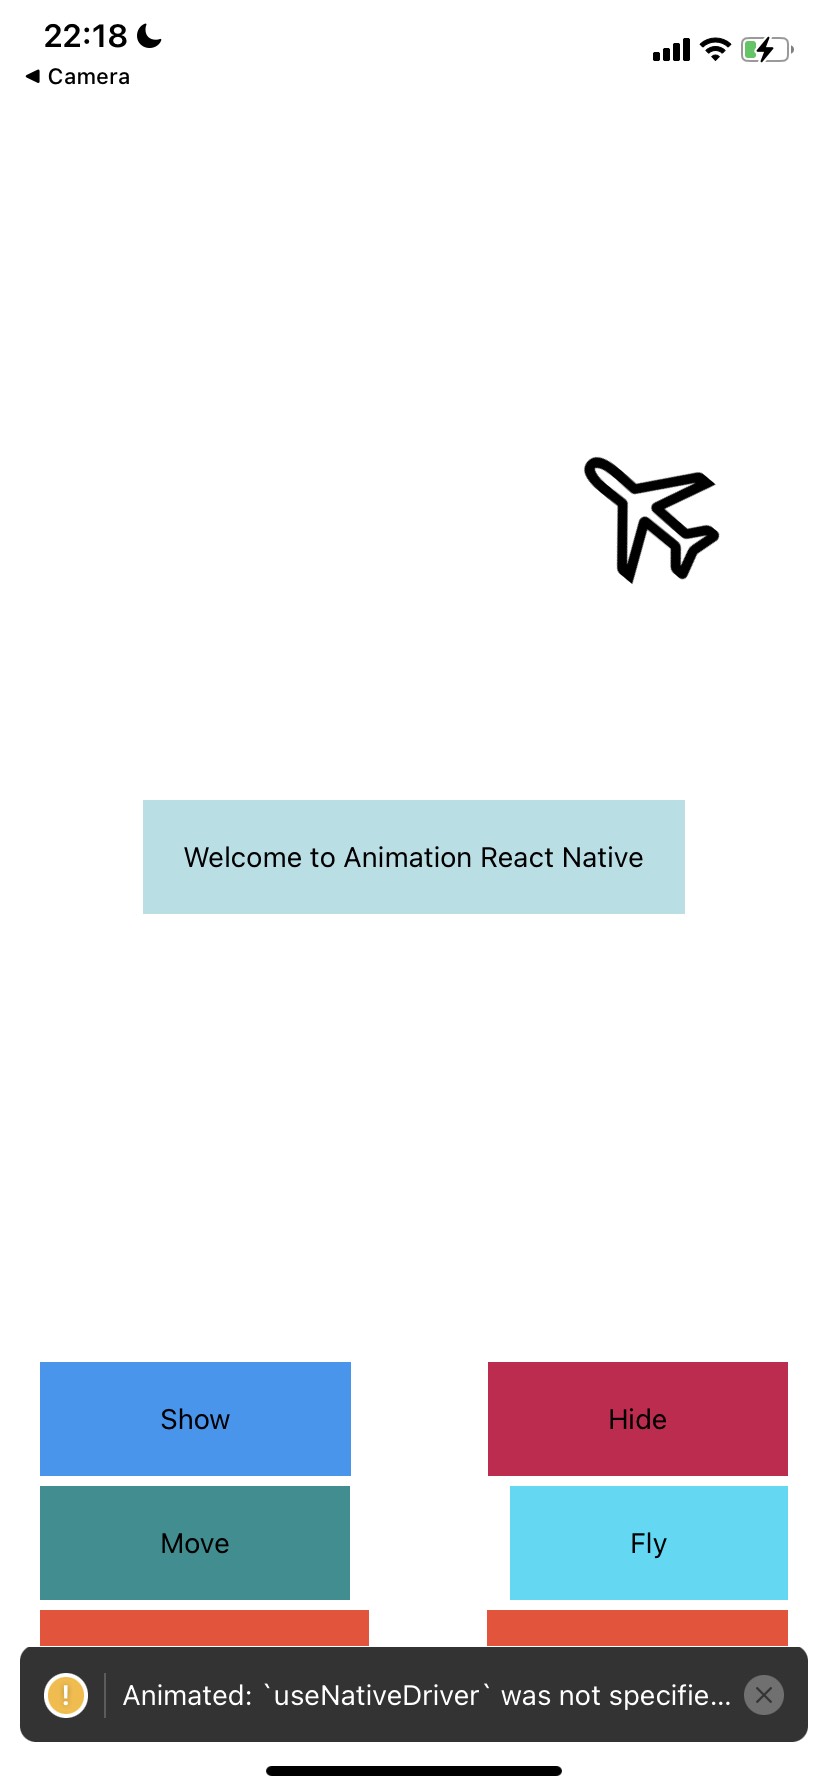 22:18
◀ Camera
Welcome to Animation React Native
Show
Hide
Move
Fly
Animated: `useNativeDriver` was not specifie...